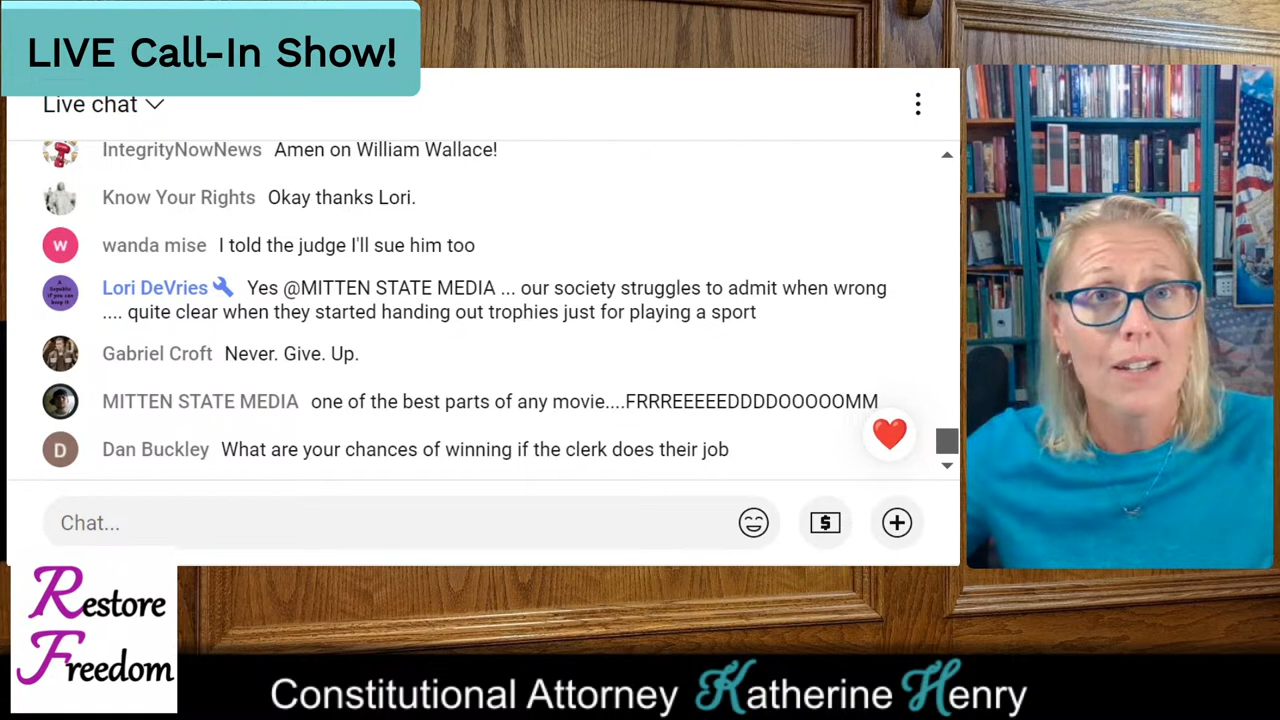 LIVE Call-In Show!
Live chat
IntegrityNowNews Amen on William Wallace!
Know Your Rights Okay thanks Lori.
W wanda mise I told the judge I'll sue him too
Lori DeVries Yes @MITTEN STATE MEDIA ... our society struggles to admit when wrong
.... quite clear when they started handing out trophies just for playing a sport
Gabriel Croft Never. Give. Up.
MITTEN STATE MEDIA one of the best parts of any movie....FRRREEEEEDDDDOOOOOMM
D Dan Buckley What are your chances of winning if the clerk does their job
Chat...
$
Restore
Freedom
Constitutional Attorney Katherine Henry